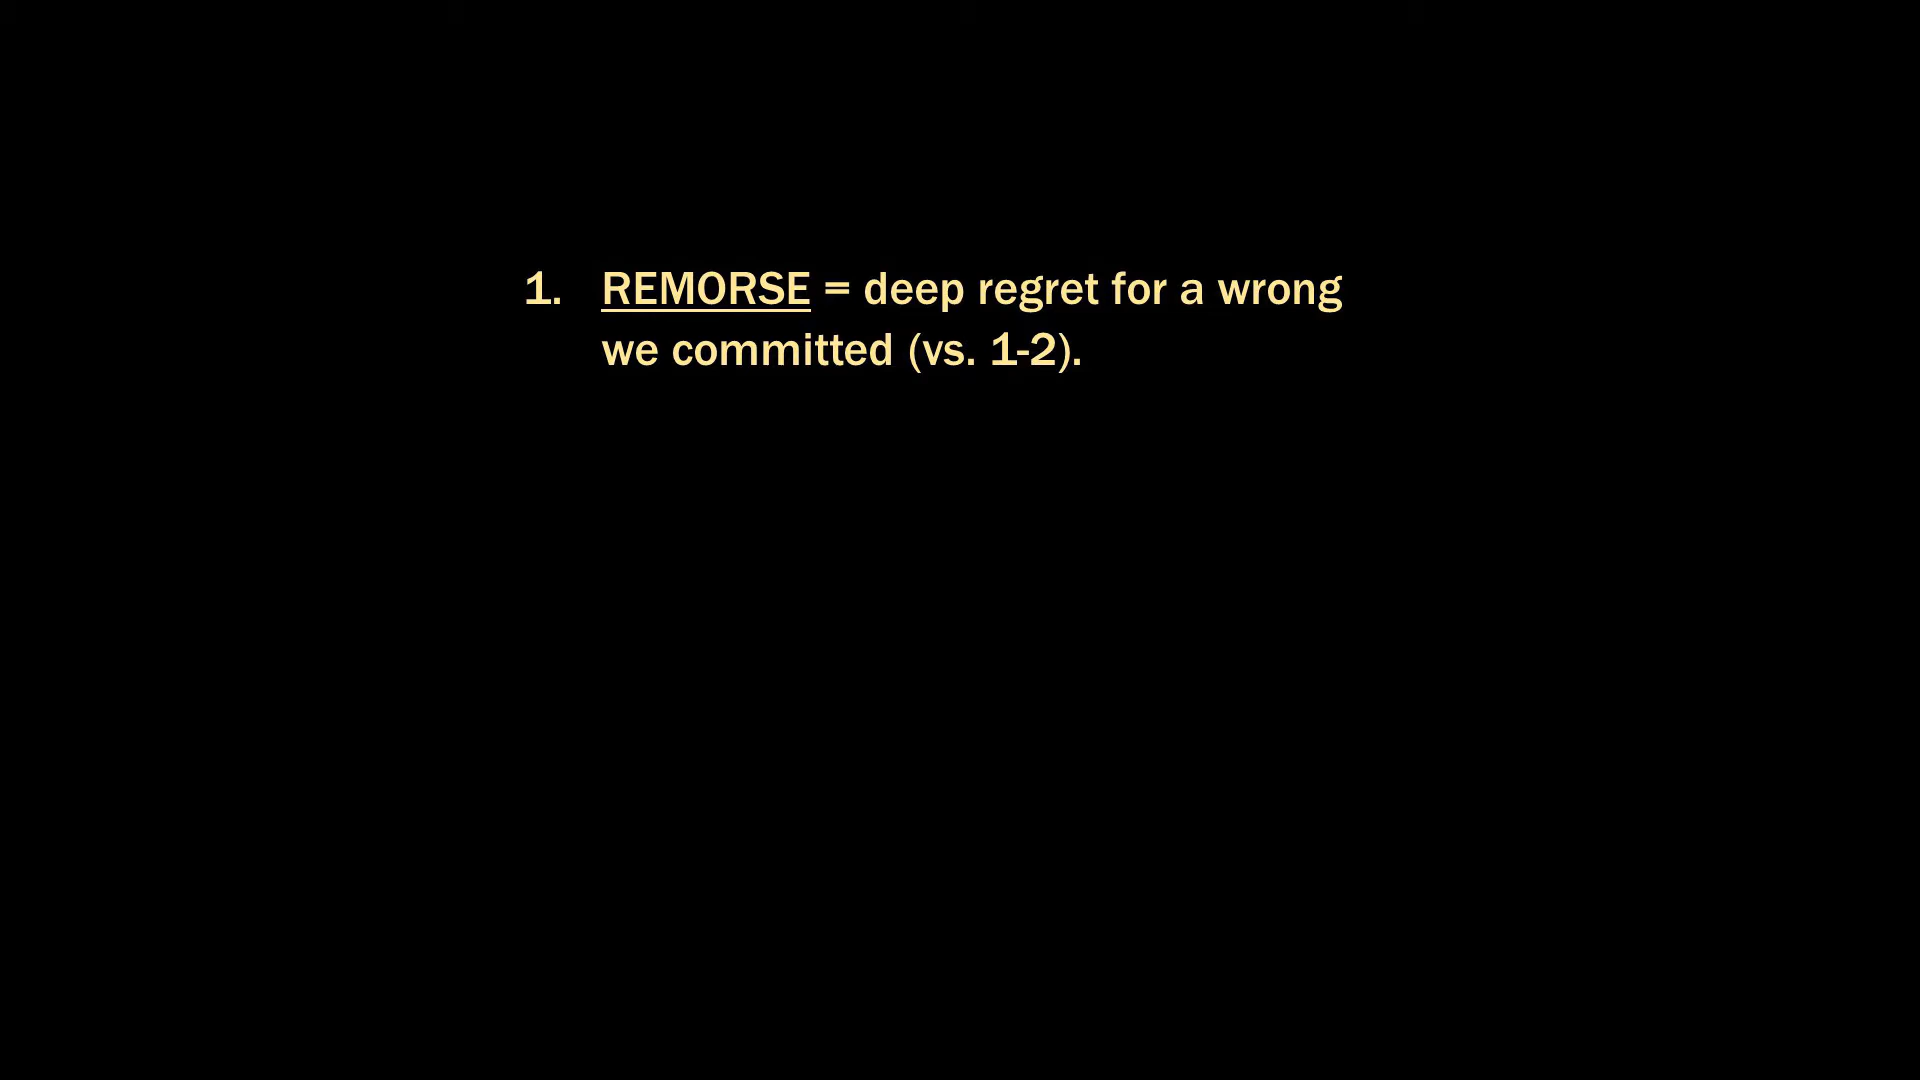 1. REMORSE = deep regret for a wrong
we committed (vs. 1-2).